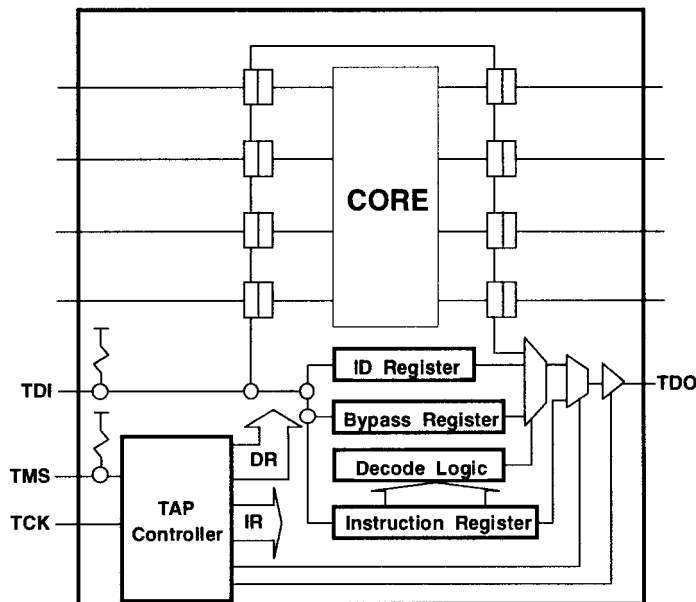 CORE
TDI
ID Register
TDO
Bypass Register
DR
TMS
Decode Logic
TAP
Controller
TCK
IR
Instruction Register